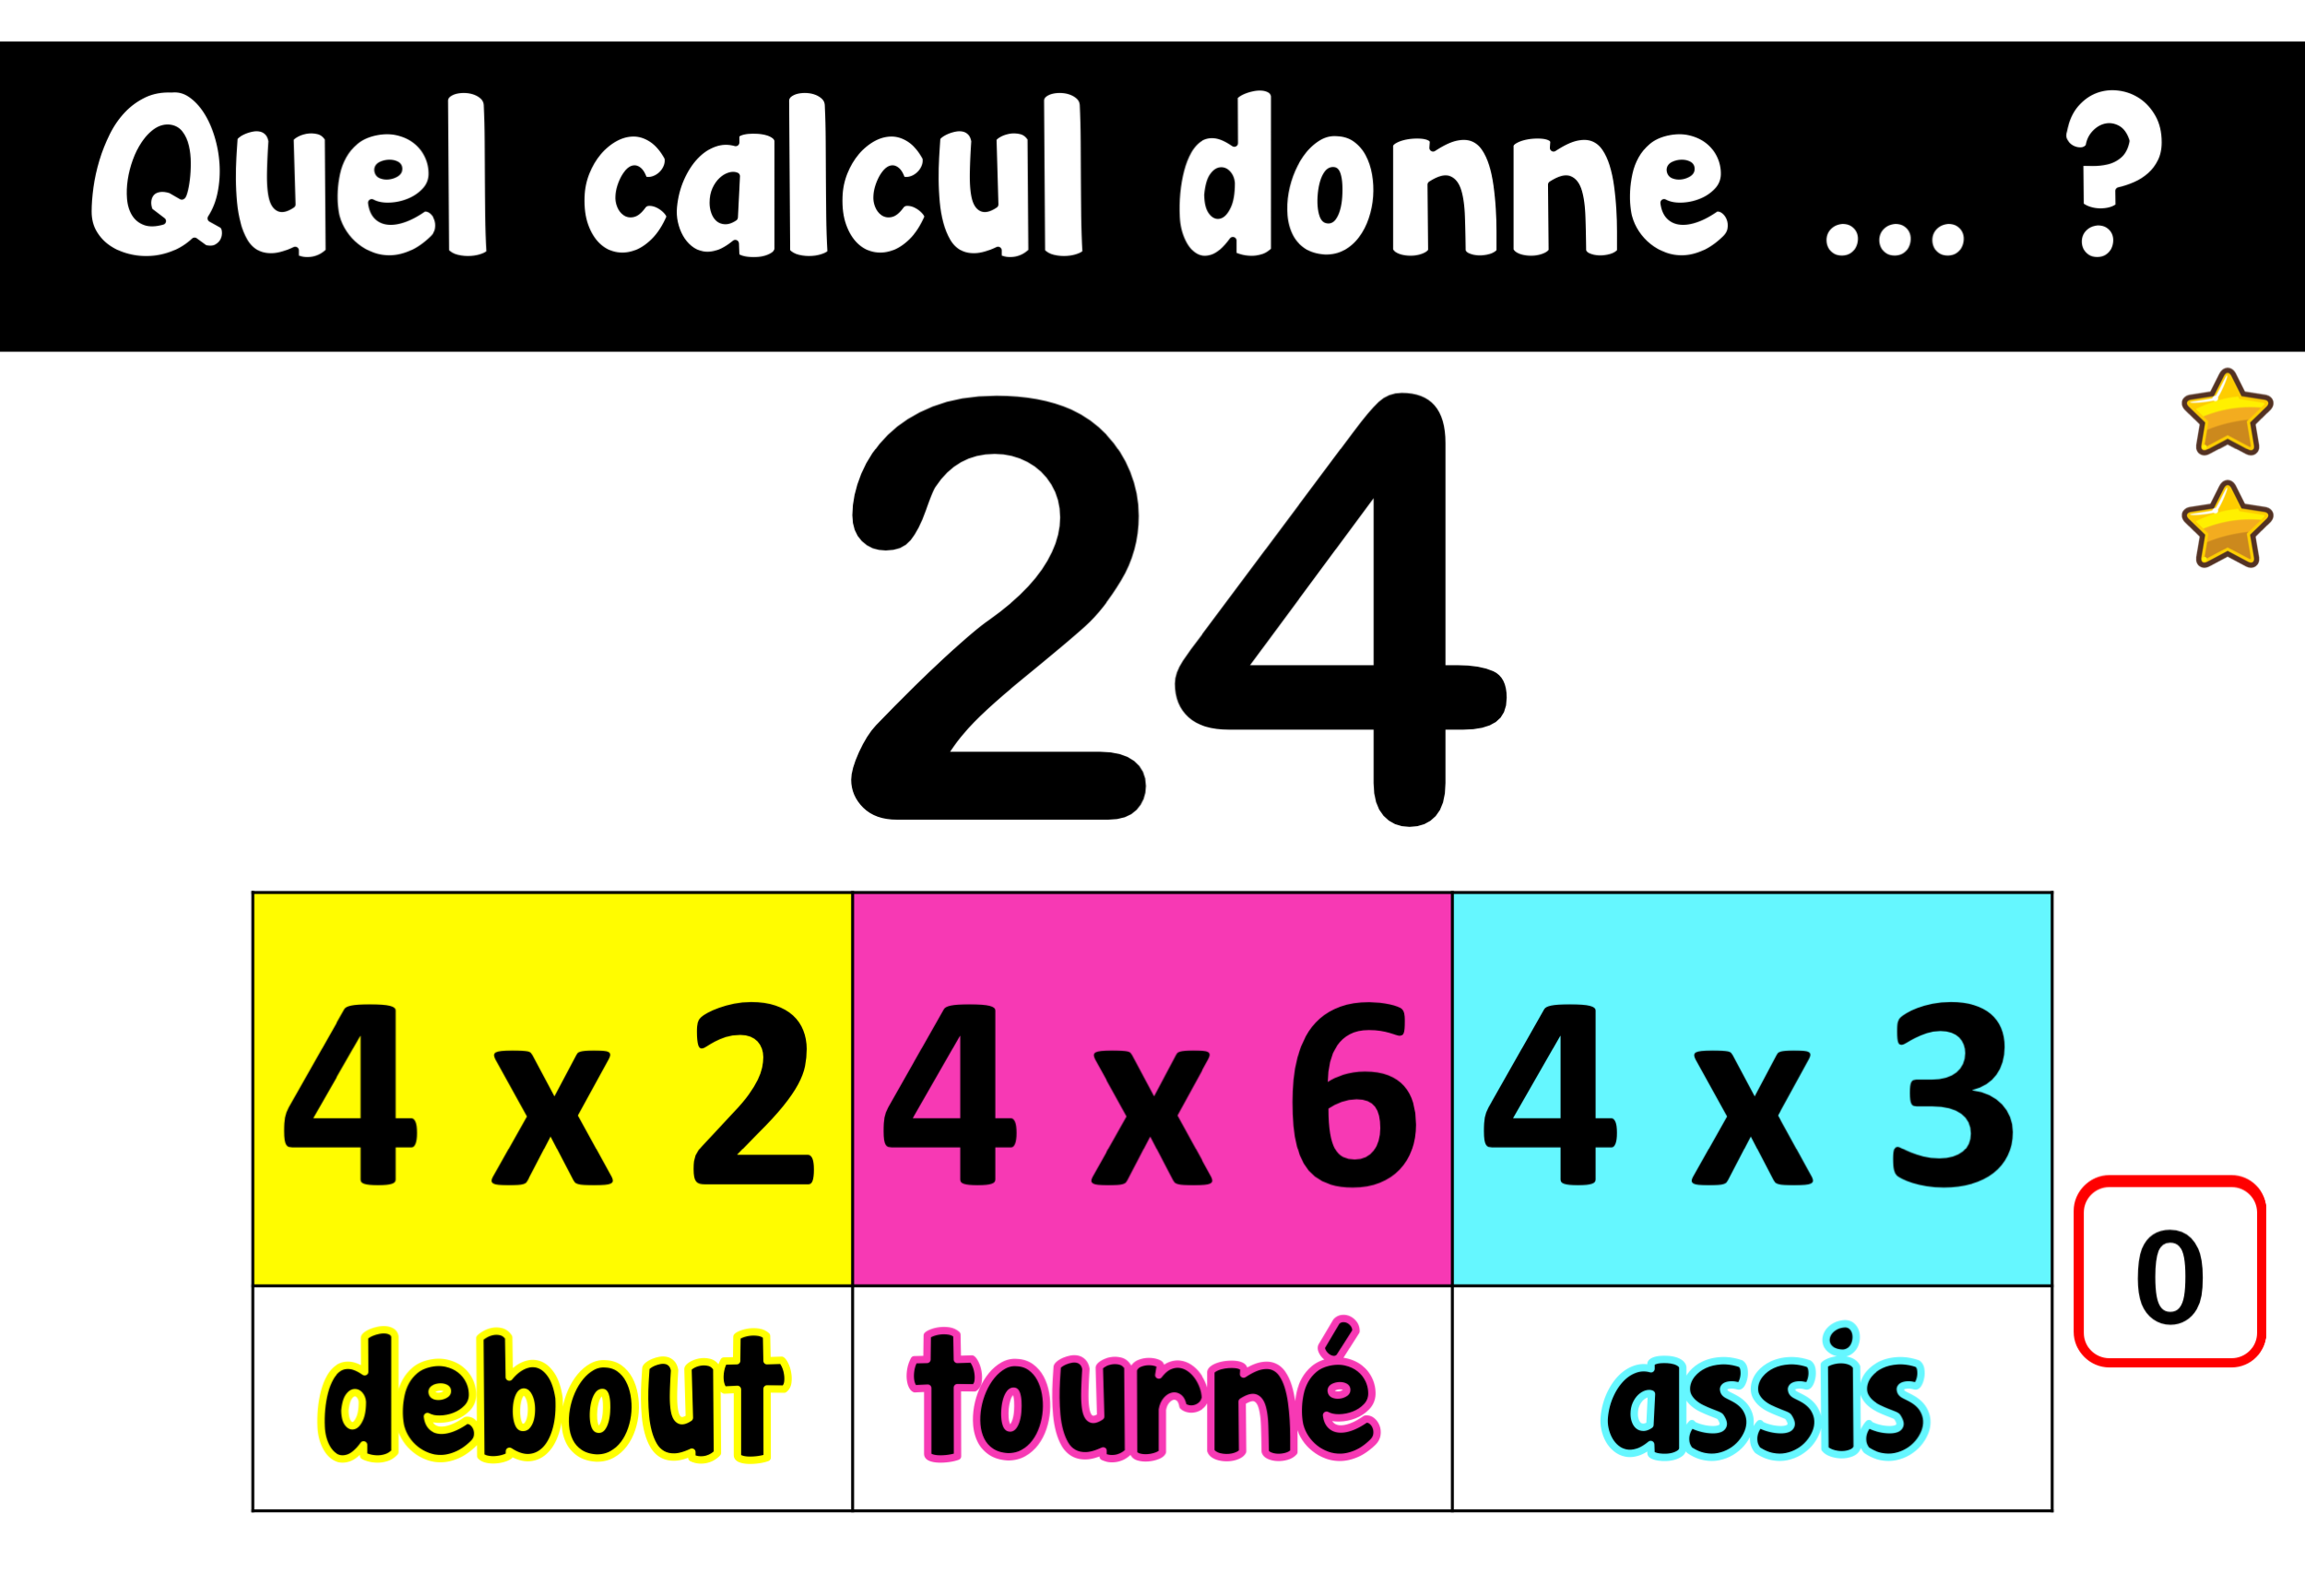 Quel calcul donne ... ?
24
4 x 2 4 x 6 4 x 3
0
debout tourné assis